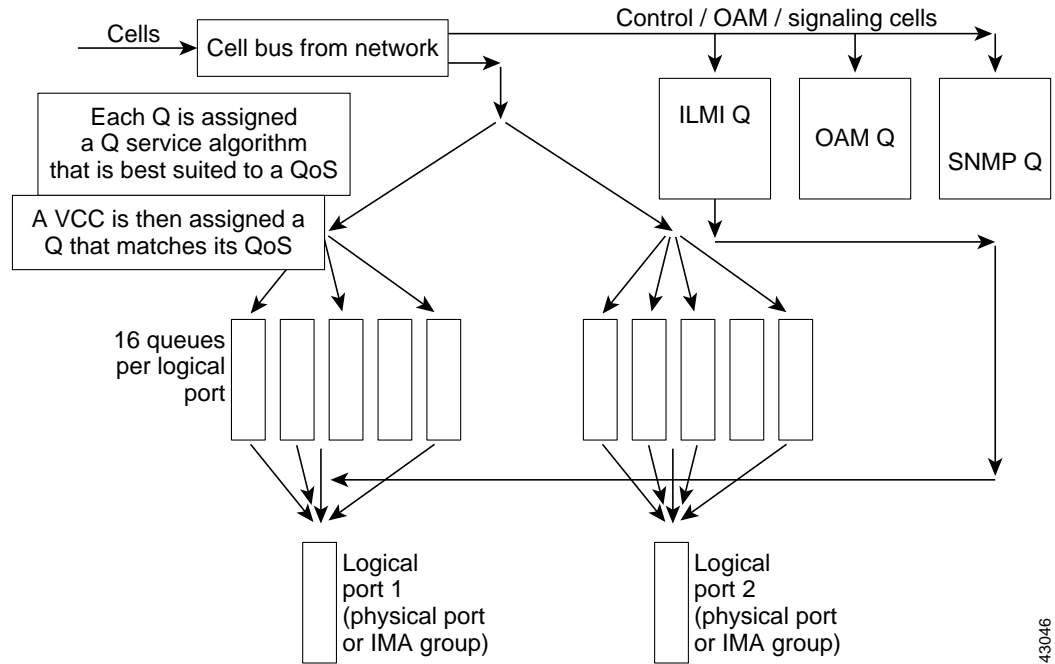 Control / OAM / signaling cells
Cells
Cell bus from network
ILMI Q
OAM Q
SNMP Q
Each Q is assigned
a Q service algorithm
that is best suited to a QoS
A VCC is then assigned a
Q that matches its QoS
16 queues
per logical
port
Logical
port 1
(physical port
or IMA group)
Logical
port 2
(physical port
or IMA group)
43046